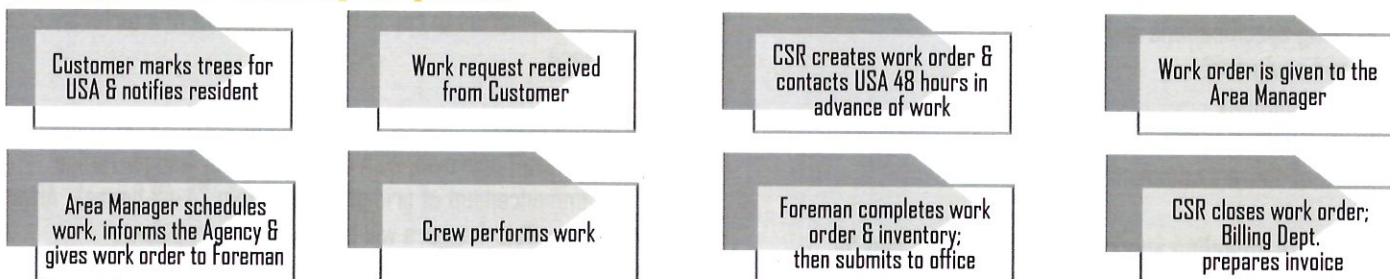 Customer marks trees for
USA & notifies resident
Work request received
from Customer
CSR creates work order &
contacts USA 48 hours in
advance of work
Work order is given to the
Area Manager
Area Manager schedules
work, informs the Agency &
gives work order to Foreman
Crew performs work
Foreman completes work
order & inventory;
then submits to office
CSR closes work order;
Billing Dept.
prepares invoice